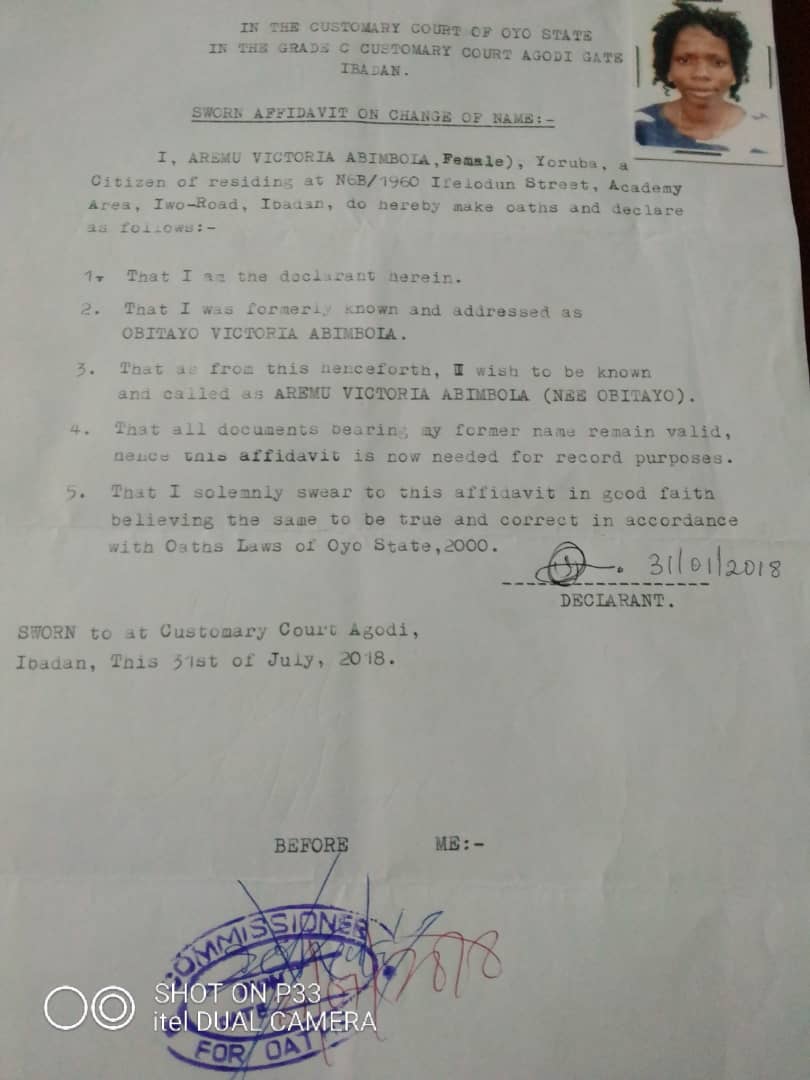 IN THE CUSTOMARY COURT OF OYO STATE
IN THE GRADE C CUSTOMARY COURT AGODI GATE
IBADAN.
SWORN AFFIDAVIT ON CHANGE OF NAME:-
I, AREMU VICTORIA ABIMBOLA,Female), Yoruba, a
Citizen of residing at N6B/1960 Ifelodun Street, Academy
Area, Iwo-Road, Ibadan, do hereby make oaths and declare
as follows:-
1. That I am the declarant herein.
2. That I was formerly known and addressed as
OBITAYO VICTORIA ABIMBOLA.
3. That as from this henceforth, I wish to be known
and called as AREMU VICTORIA ABIMBOLA (NEE OBITAYO).
4. That all documents bearing my former name remain valid,
hence this affidavit is now needed for record purposes.
5. That I solemnly swear to this affidavit in good faith
believing the same to be true and correct in accordance
with Oaths Laws of Oyo State,2000.
31/01/2018
DECLARANT.
SWORN to at Customary Court Agodi,
Ibadan, This 31st of July, 2018.
BEFORE ME:-
COMMISSIONER
FOR OAT
SHOT ON P33
itel DUAL CAMERA